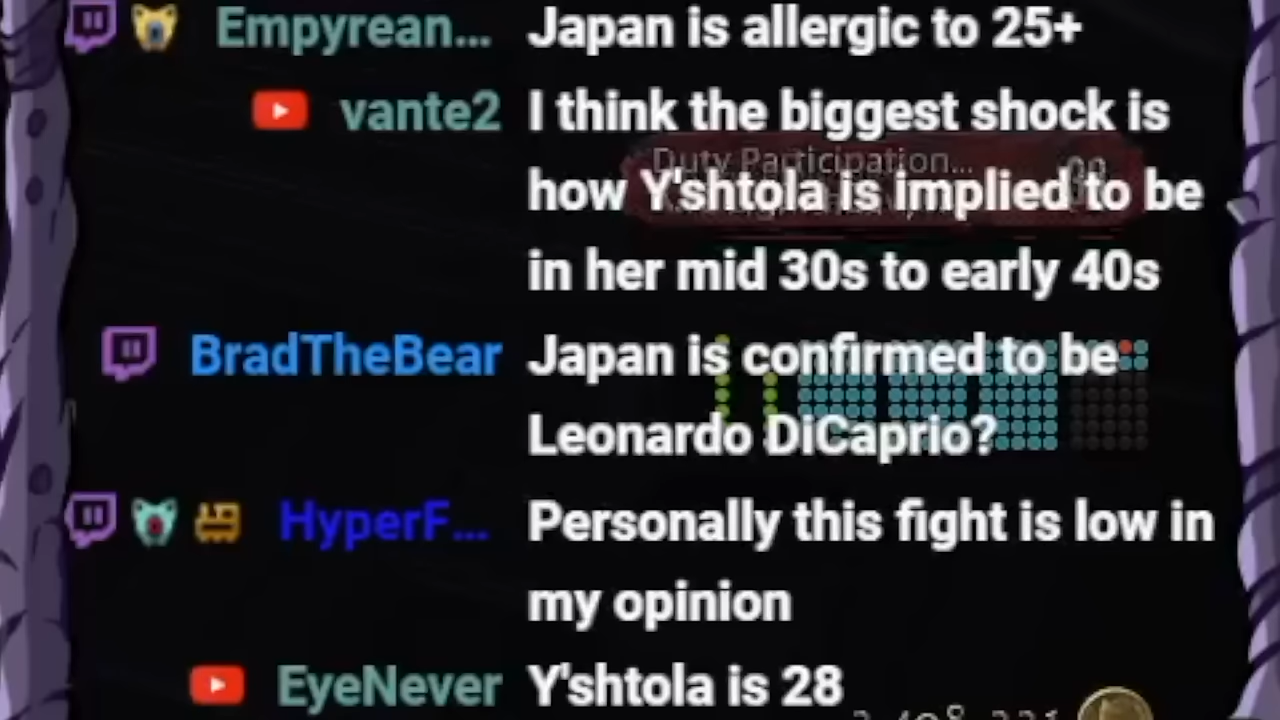 Empyrean... Japan is allergic to 25+
vante2 I think the biggest shock is
Duty Participation...
how Y'shtola is implied to be
in her mid 30s to early 40s
BradTheBear Japan is confirmed to be
Leonardo DiCaprio?
HyperF... Personally this fight is low in
my opinion
EyeNever Y'shtola is 28